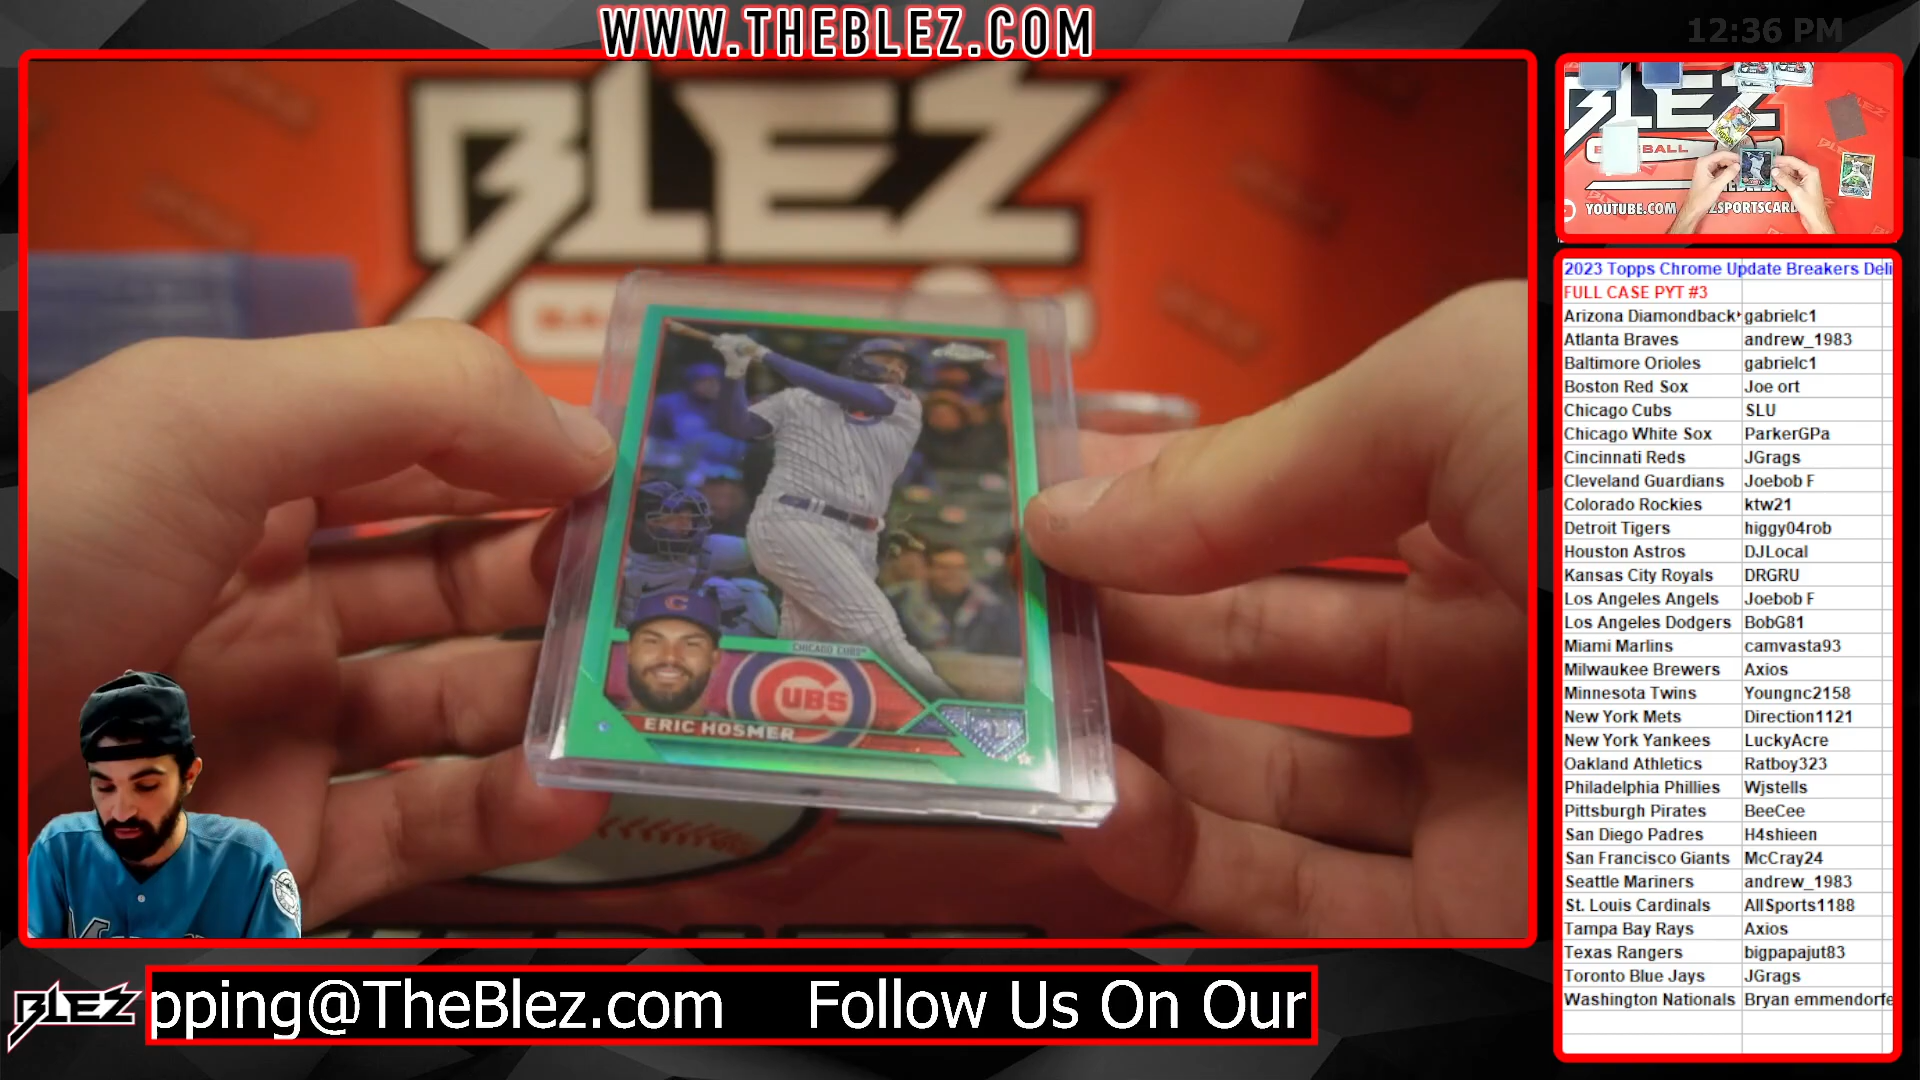 WWW.THEBLEZ.COM
12:36 PM
BLEZ
CHICAGO CUBS
CUBS
ERIC HOSMER
BLEZ
pping@TheBlez.com Follow Us On Our
YOUTUBE.COM
2023 Topps Chrome Update Breakers Deli
FULL CASE PYT #3
Arizona Diamondback gabrielc1
Atlanta Braves andrew_1983
Baltimore Orioles gabrielc1
Boston Red Sox Joe ort
Chicago Cubs SLU
Chicago White Sox ParkerGPa
Cincinnati Reds JGrags
Cleveland Guardians Joebob F
Colorado Rockies ktw21
Detroit Tigers higgy04rob
Houston Astros DJLocal
Kansas City Royals DRGRU
Los Angeles Angels Joebob F
Los Angeles Dodgers BobG81
Miami Marlins camvasta93
Milwaukee Brewers Axios
Minnesota Twins Youngnc2158
New York Mets Direction1121
New York Yankees LuckyAcre
Oakland Athletics Ratboy323
Philadelphia Phillies Wjstells
Pittsburgh Pirates BeeCee
San Diego Padres H4shieen
San Francisco Giants McCray24
Seattle Mariners andrew_1983
St. Louis Cardinals AllSports1188
Tampa Bay Rays Axios
Texas Rangers bigpapajut83
Toronto Blue Jays JGrags
Washington Nationals Bryan emmendorfe